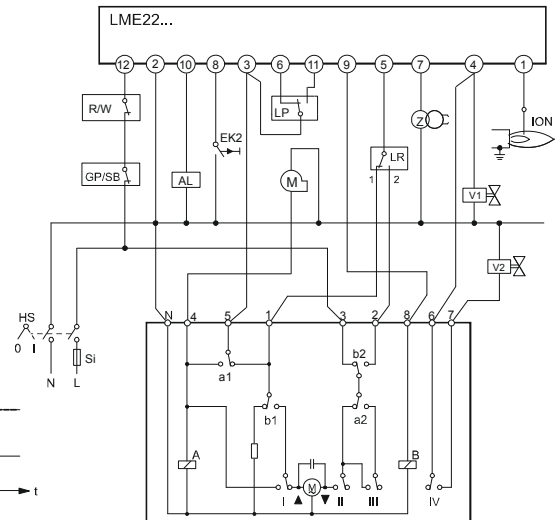 LME22...
12 2 10 8 3 6 11 9 5 7 4 1
R/W
LP
Z
ION
EK2
GP/SB
AL
M
LR
1 2
V1
V2
HS
0 I
Si
N L
N 4 5 1 3 2 8 6 7
a1
b2
b1
a2
A
B
I M II III IV
t